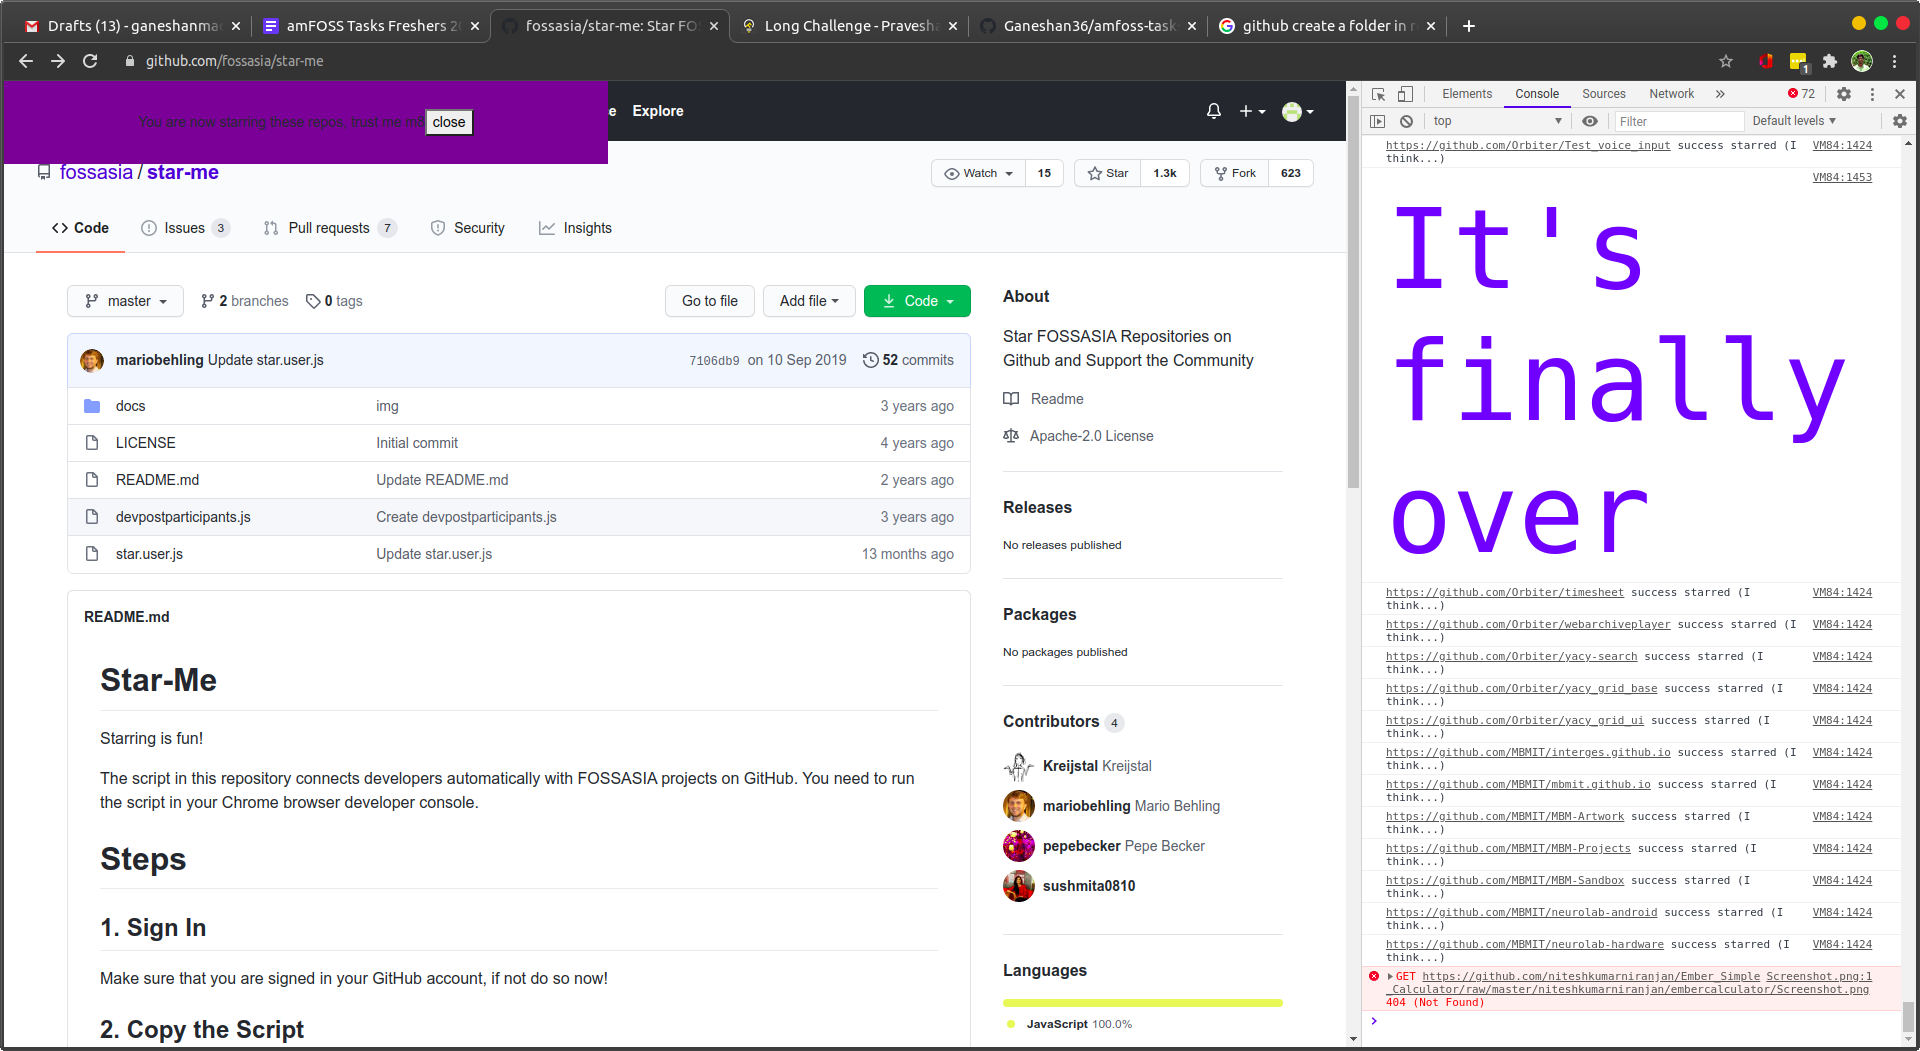 Drafts (13) - ganeshanmac
amFOSS Tasks Freshers 20
fossasia/star-me: Star FOS
Long Challenge - Pravesha
Ganeshan36/amfoss-task
github create a folder in r
github.com/fossasia/star-me
1
You are now starring these repos. trust me m8
close
e Explore
fossasia / star-me
Watch 15
Star 1.3k
Fork 623
Code
Issues 3
Pull requests 7
Security
Insights
master
2 branches
0 tags
Go to file
Add file
Code
mariobehling Update star.user.js 7106db9 on 10 Sep 2019 52 commits
docs img 3 years ago
LICENSE Initial commit 4 years ago
README.md Update README.md 2 years ago
devpostparticipants.js Create devpostparticipants.js 3 years ago
star.user.js Update star.user.js 13 months ago
README.md
Star-Me
Starring is fun!
The script in this repository connects developers automatically with FOSSASIA projects on GitHub. You need to run
the script in your Chrome browser developer console.
Steps
1. Sign In
Make sure that you are signed in your GitHub account, if not do so now!
2. Copy the Script
About
Star FOSSASIA Repositories on
Github and Support the Community
Readme
Apache-2.0 License
Releases
No releases published
Packages
No packages published
Contributors 4
Kreijstal Kreijstal
mariobehling Mario Behling
pepebecker Pepe Becker
sushmita0810
Languages
JavaScript 100.0%
Elements Console Sources Network 72
top Filter Default levels
https://github.com/Orbiter/Test_voice_input success starred (I VM84:1424
think...)
VM84:1453
It's
finally
over
https://github.com/Orbiter/timesheet success starred (I VM84:1424
think...)
https://github.com/Orbiter/webarchiveplayer success starred (I VM84:1424
think...)
https://github.com/Orbiter/yacy-search success starred (I VM84:1424
think...)
https://github.com/Orbiter/yacy_grid_base success starred (I VM84:1424
think...)
https://github.com/Orbiter/yacy_grid_ui success starred (I VM84:1424
think...)
https://github.com/MBMIT/interges.github.io success starred (I VM84:1424
think...)
https://github.com/MBMIT/mbmit.github.io success starred (I VM84:1424
think...)
https://github.com/MBMIT/MBM-Artwork success starred (I VM84:1424
think...)
https://github.com/MBMIT/MBM-Projects success starred (I VM84:1424
think...)
https://github.com/MBMIT/MBM-Sandbox success starred (I VM84:1424
think...)
https://github.com/MBMIT/neurolab-android success starred (I VM84:1424
think...)
https://github.com/MBMIT/neurolab-hardware success starred (I VM84:1424
think...)
GET https://github.com/niteshkumarniranjan/Ember_Simple Screenshot.png:1
_Calculator/raw/master/niteshkumarniranjan/embercalculator/Screenshot.png
404 (Not Found)